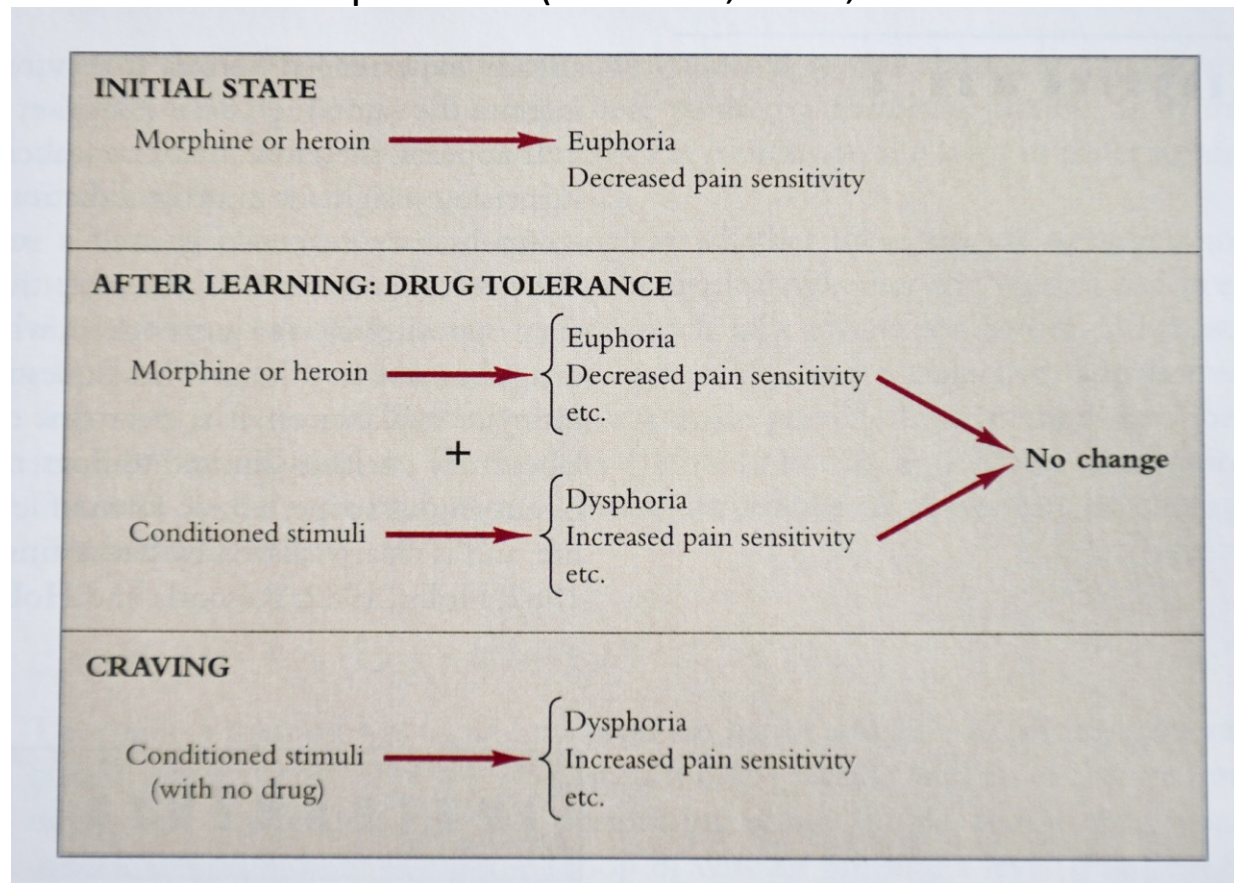 INITIAL STATE
Morphine or heroin
Euphoria
Decreased pain sensitivity
AFTER LEARNING: DRUG TOLERANCE
Morphine or heroin
Euphoria
Decreased pain sensitivity
etc.
+
No change
Conditioned stimuli
Dysphoria
Increased pain sensitivity
etc.
CRAVING
Conditioned stimuli
(with no drug)
Dysphoria
Increased pain sensitivity
etc.